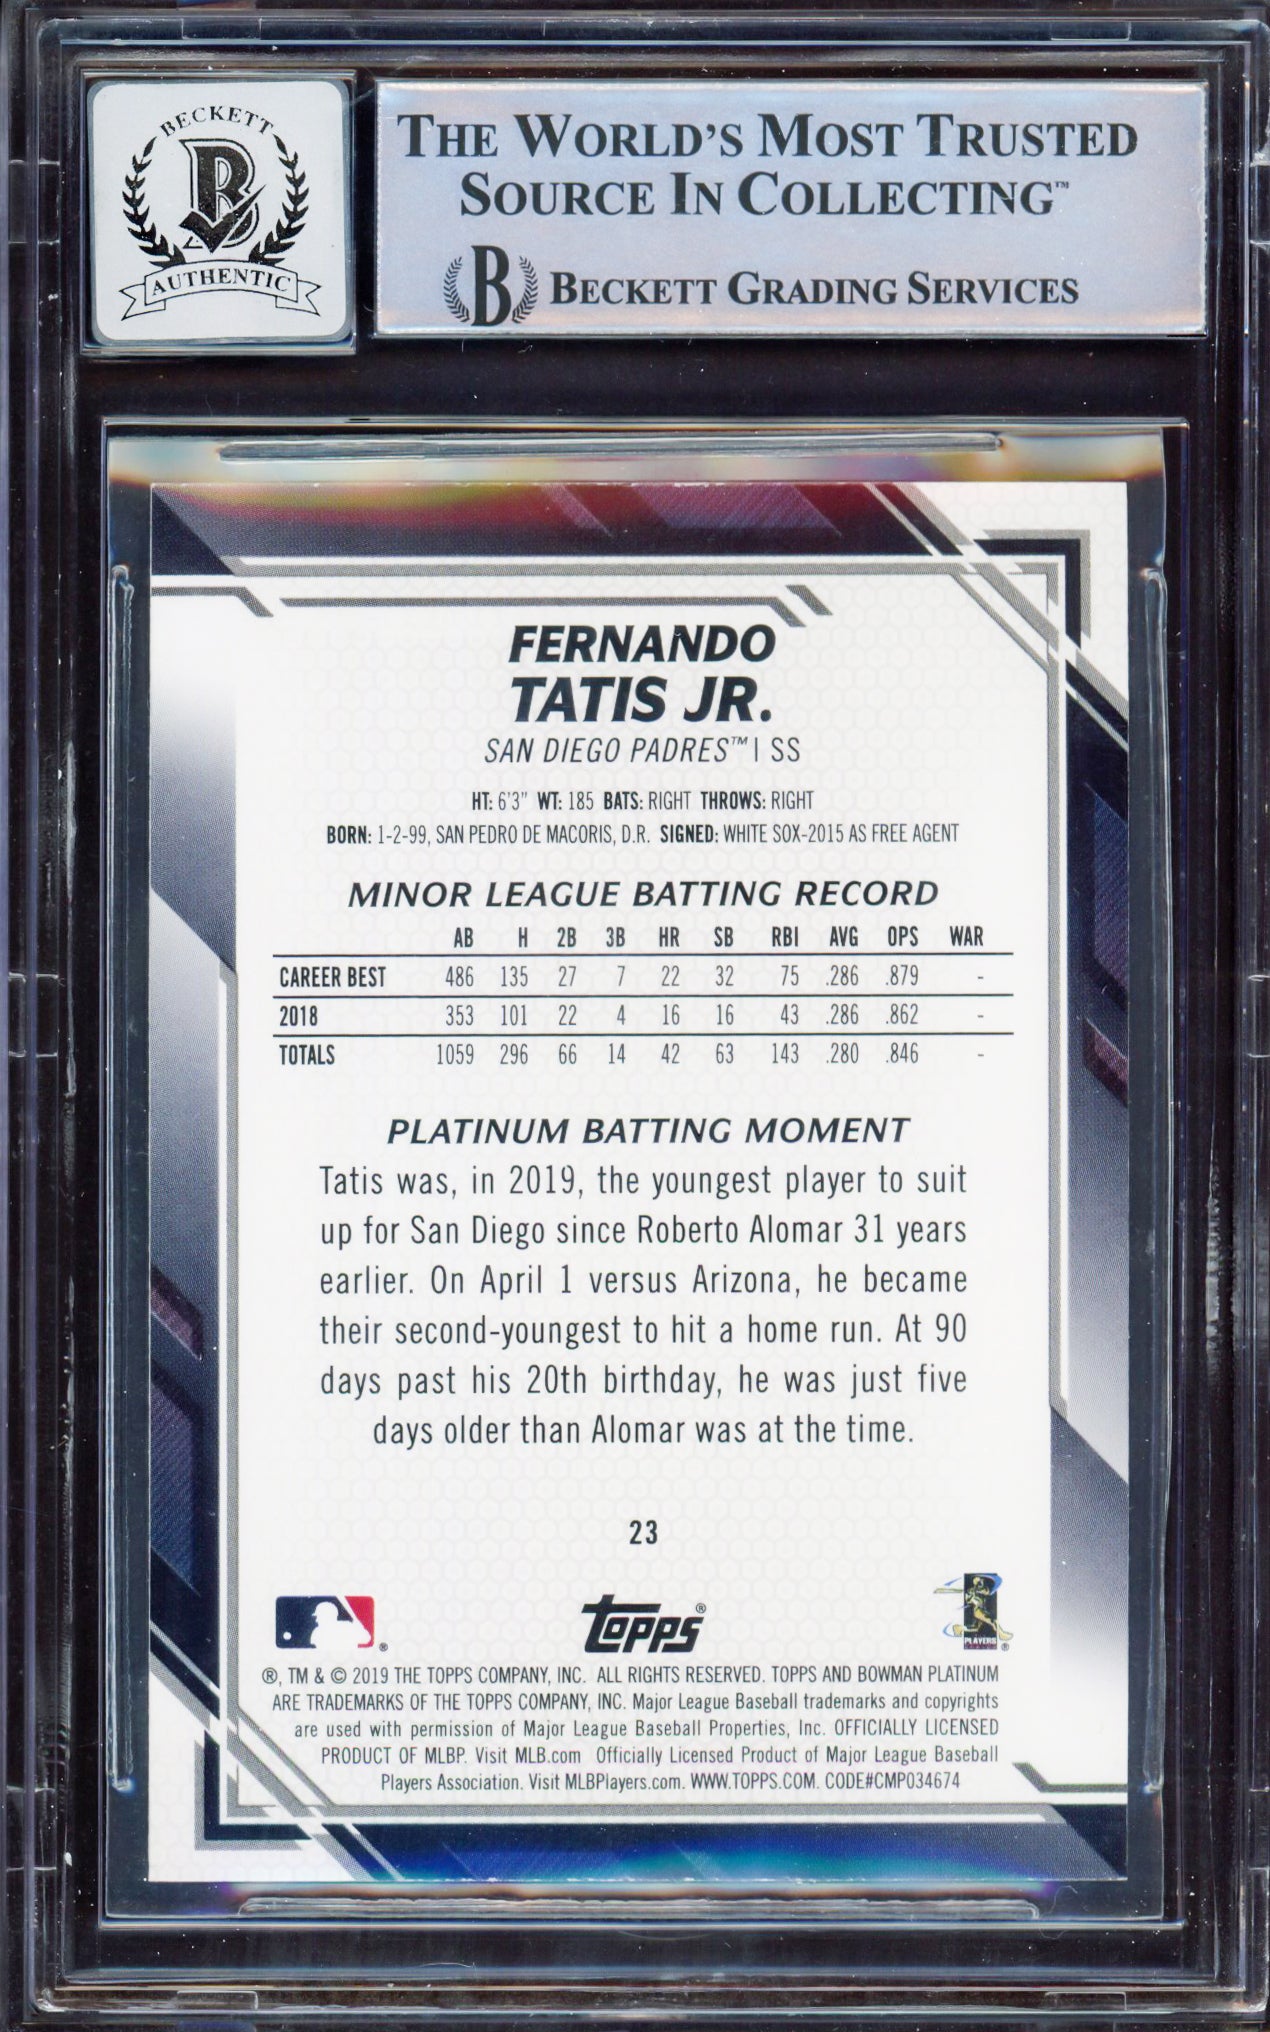 BECKETT
B
AUTHENTIC
THE WORLD'S MOST TRUSTED
SOURCE IN COLLECTING™
B BECKETT GRADING SERVICES
FERNANDO
TATIS JR.
SAN DIEGO PADRES™ | SS
HT: 6'3" WT: 185 BATS: RIGHT THROWS: RIGHT
BORN: 1-2-99, SAN PEDRO DE MACORIS, D.R. SIGNED: WHITE SOX-2015 AS FREE AGENT
MINOR LEAGUE BATTING RECORD
AB H 2B 3B HR SB RBI AVG OPS WAR
CAREER BEST 486 135 27 7 22 32 75 .286 .879 -
2018 353 101 22 4 16 16 43 .286 .862 -
TOTALS 1059 296 66 14 42 63 143 .280 .846 -
PLATINUM BATTING MOMENT
Tatis was, in 2019, the youngest player to suit
up for San Diego since Roberto Alomar 31 years
earlier. On April 1 versus Arizona, he became
their second-youngest to hit a home run. At 90
days past his 20th birthday, he was just five
days older than Alomar was at the time.
23
®
Topps®
PLAYERS
®
®, TM & © 2019 THE TOPPS COMPANY, INC. ALL RIGHTS RESERVED. TOPPS AND BOWMAN PLATINUM
ARE TRADEMARKS OF THE TOPPS COMPANY, INC. Major League Baseball trademarks and copyrights
are used with permission of Major League Baseball Properties, Inc. OFFICIALLY LICENSED
PRODUCT OF MLBP. Visit MLB.com Officially Licensed Product of Major League Baseball
Players Association. Visit MLBPlayers.com. WWW.TOPPS.COM. CODE#CMP034674